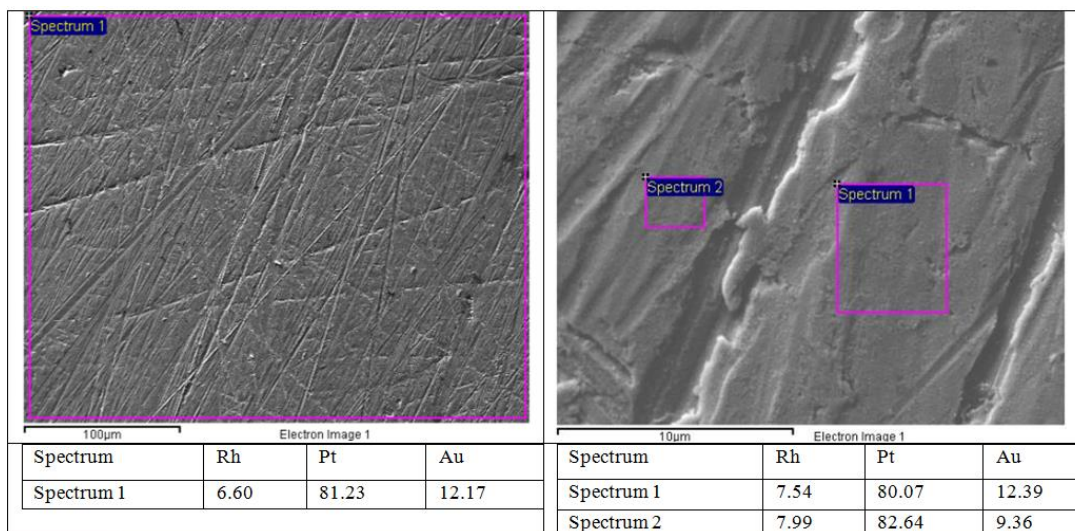 Spectrum 1
100µm Electron Image 1
Spectrum Rh Pt Au
Spectrum 1 6.60 81.23 12.17
Spectrum 2
Spectrum 1
10µm Electron Image 1
Spectrum Rh Pt Au
Spectrum 1 7.54 80.07 12.39
Spectrum 2 7.99 82.64 9.36